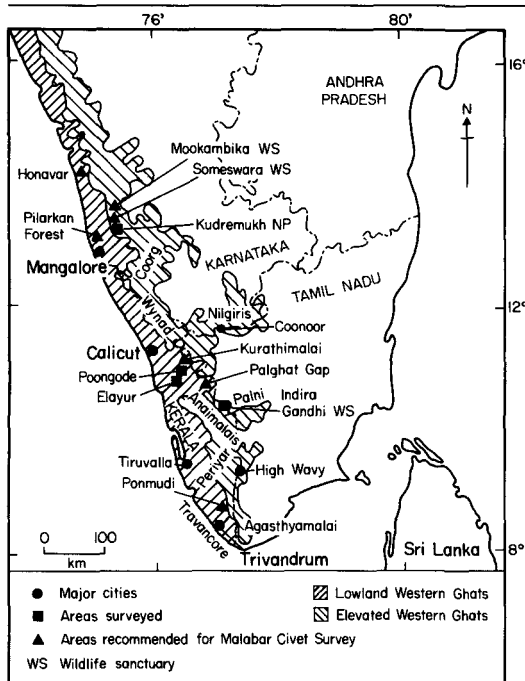 76°
80°
16°
ANDHRA
PRADESH
N
Mookambika WS
Someswara WS
Honavar
Pilarkan
Forest
Kudremukh NP
Mangalore
Coorg
KARNATAKA
TAMIL NADU
12°
Wynad
Nilgiris
Coonoor
Calicut
Kurathimalai
Poongode
Palghat Gap
Elayur
Palni Indira
Gandhi WS
Anaimalais
KERALA
Periyar
Tiruvalla
High Wavy
Ponmudi
Agasthyamalai
Travancore
0 100
km
Trivandrum
Sri Lanka
8°
Major cities
Areas surveyed
Areas recommended for Malabar Civet Survey
WS Wildlife sanctuary
Lowland Western Ghats
Elevated Western Ghats